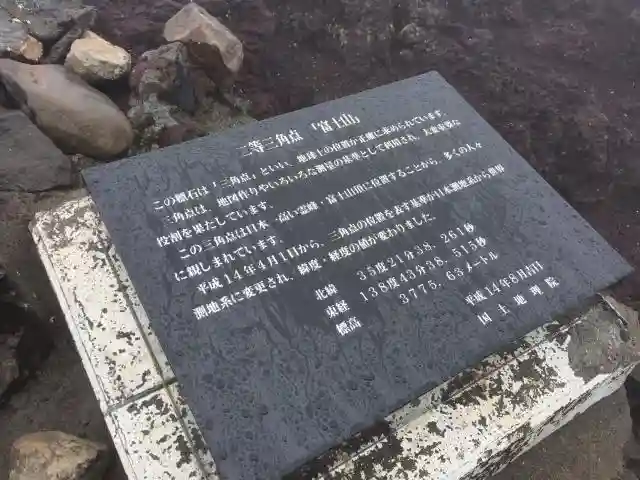 二等三角点「富士山」
この標石は「三角点」といい、地球上の位置が正確に求められています。
三角点は、地図作りやいろいろな測量の基準として利用され、大変重要な
役割を果たしています。
この三角点は日本一高い霊峰・富士山頂に位置することから、多くの人々
に親しまれています。
平成14年4月1日から、三角点の位置を表す基準が日本測地系から世界
測地系に変更され、緯度・経度の値が変わりました。
北緯 35度21分38.261秒
東経 138度43分38.515秒
標高 3775.63メートル
平成14年8月
国土地理院